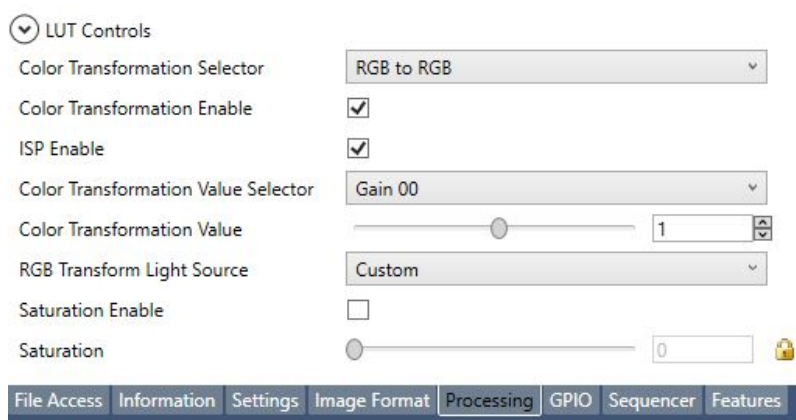 LUT Controls
Color Transformation Selector RGB to RGB
Color Transformation Enable
ISP Enable
Color Transformation Value Selector Gain 00
Color Transformation Value 1
RGB Transform Light Source Custom
Saturation Enable
Saturation 0
File Access Information Settings Image Format Processing GPIO Sequencer Features